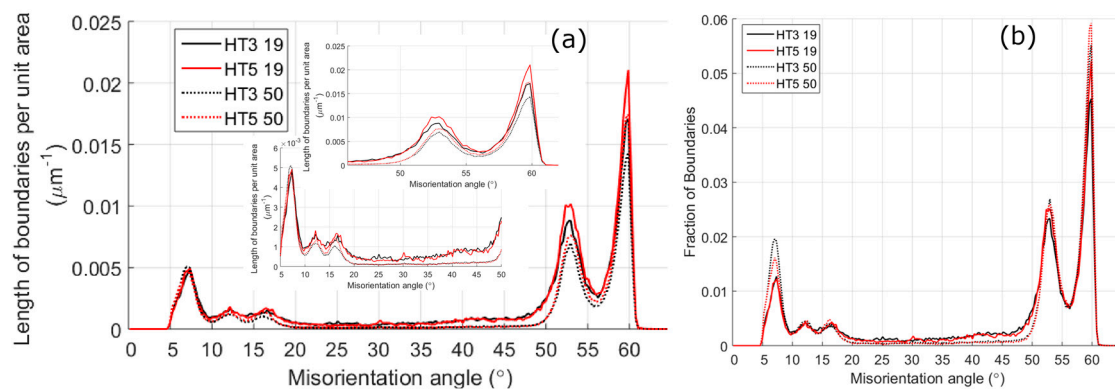 Length of boundaries per unit area
(μm⁻¹)
0.025
0.02
0.015
0.01
0.005
0
0 5 10 15 20 25 30 35 40 45 50 55 60
Misorientation angle (°)
HT3 19
HT5 19
HT3 50
HT5 50
(a)
Length of boundaries per unit area
(μm⁻¹)
0.025
0.02
0.015
0.01
0.005
0
50 55 60
Misorientation angle (°)
Length of boundaries per unit area
(μm⁻¹)
× 10⁻³
6
5
4
3
2
1
0
5 10 15 20 25 30 35 40 45 50
Misorientation angle (°)
(b)
Fraction of Boundaries
0.06
0.05
0.04
0.03
0.02
0.01
0.00
0 5 10 15 20 25 30 35 40 45 50 55 60
Misorientation angle (°)
HT3 19
HT5 19
HT3 50
HT5 50